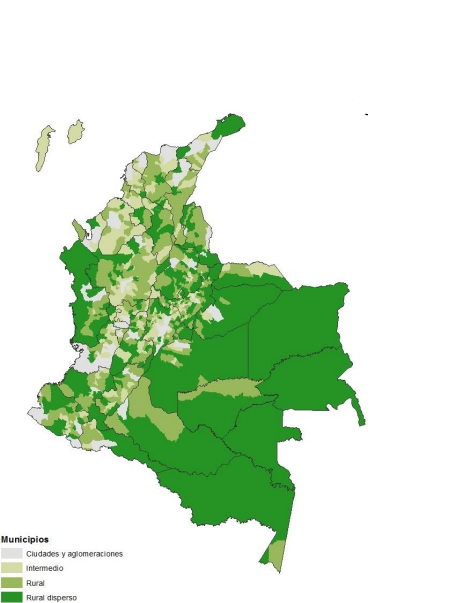 Municipios
Ciudades y aglomeraciones
Intermedio
Rural
Rural disperso